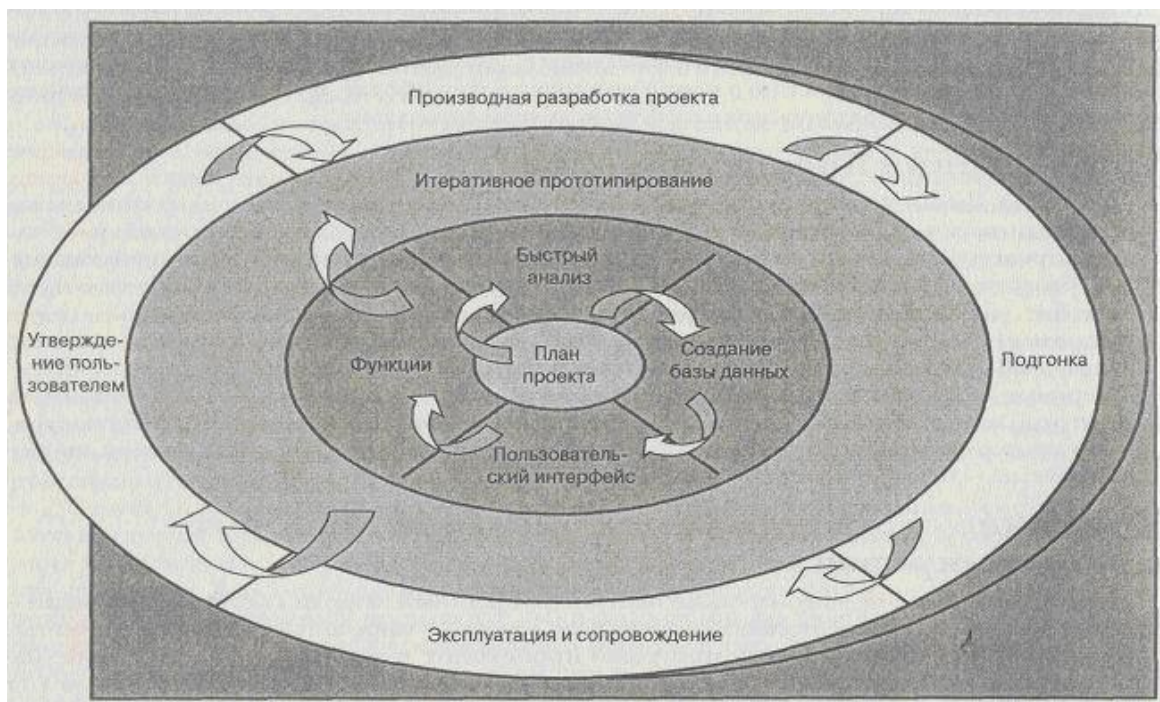 Производная разработка проекта
Итеративное прототипирование
Быстрый
анализ
План
проекта
Создание
базы данных
Функции
Пользователь-
ский интерфейс
Утвержде-
ние поль-
зователем
Подгонка
Эксплуатация и сопровождение